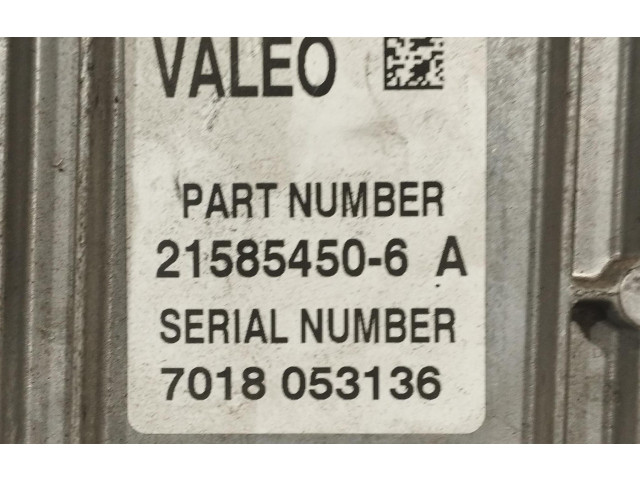 VALEO
PART NUMBER
21585450-6 A
SERIAL NUMBER
7018 053136